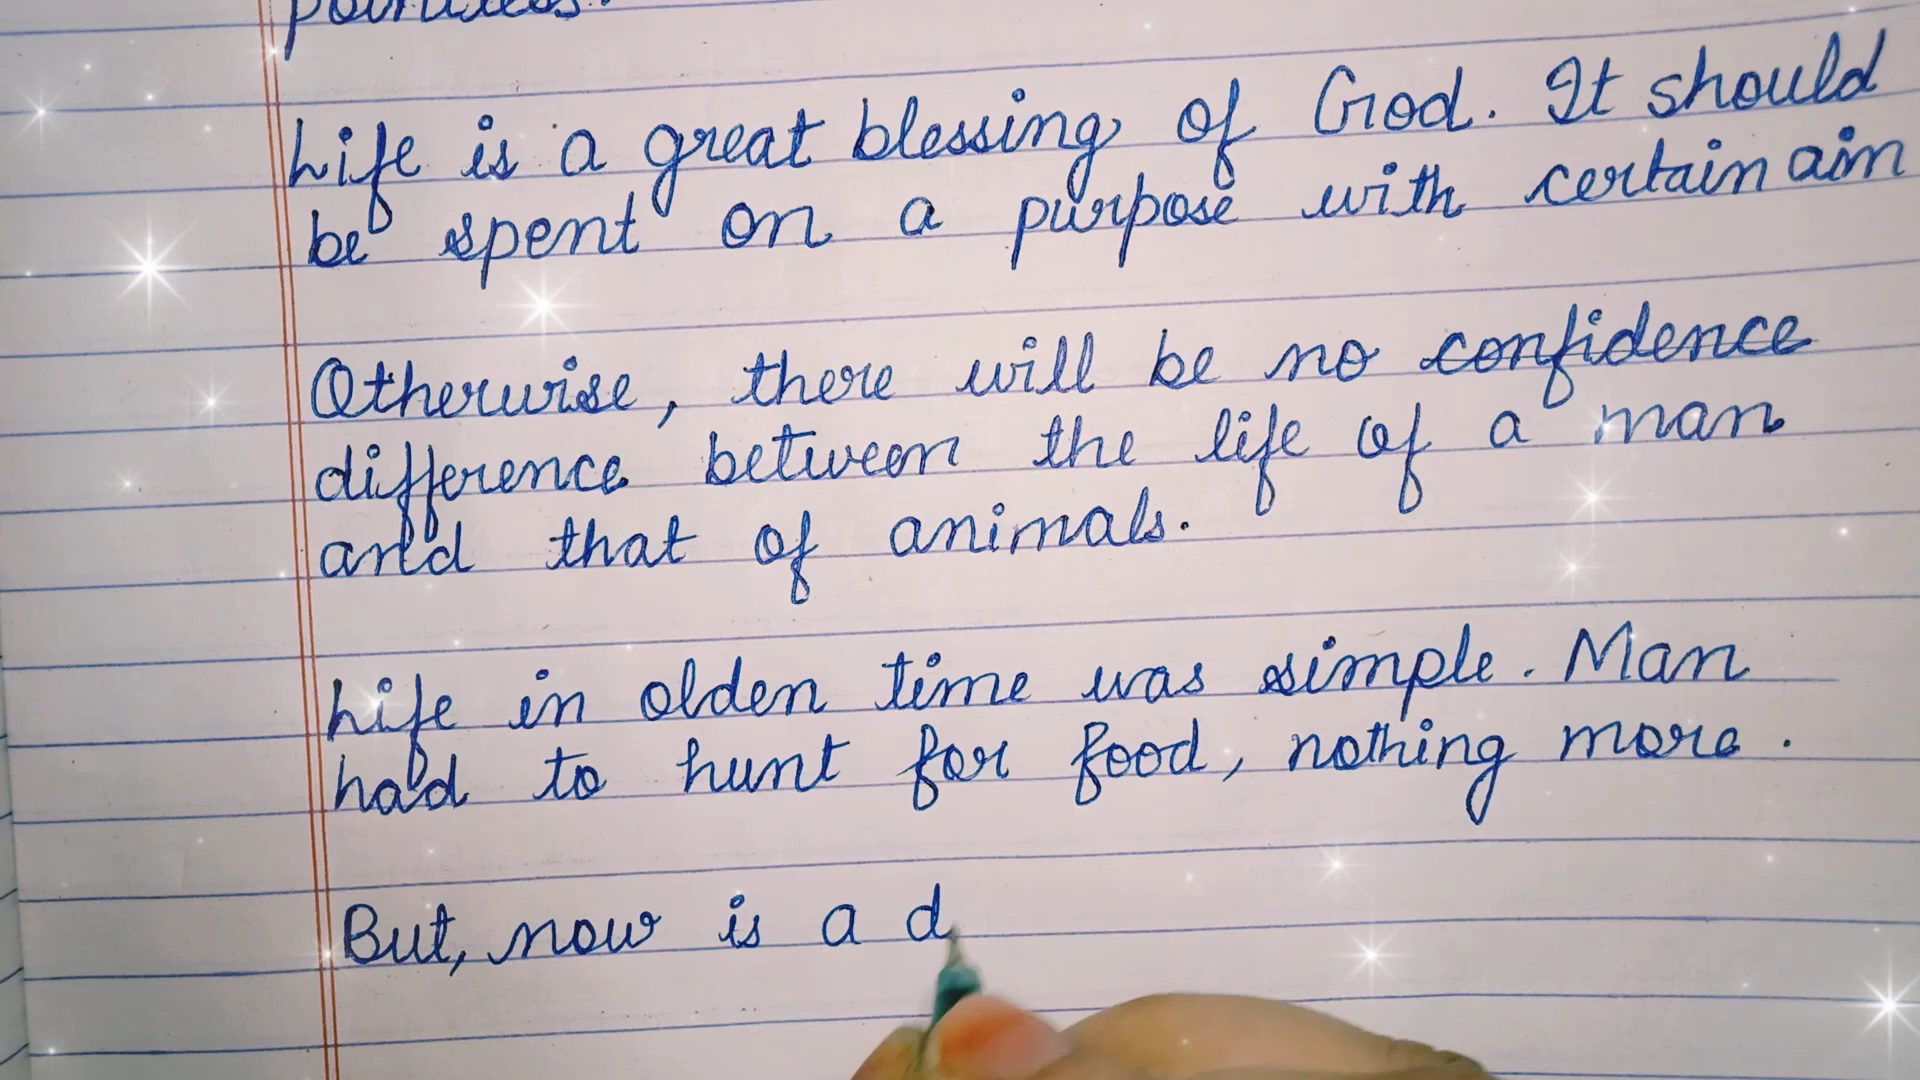 pointless.
Life is a great blessing of God. It should
be spent on a purpose with certain aim
Otherwise, there will be no confidence
difference between the life of a man
and that of animals.
Life in olden time was simple. Man
had to hunt for food, nothing more.
But, now is a d